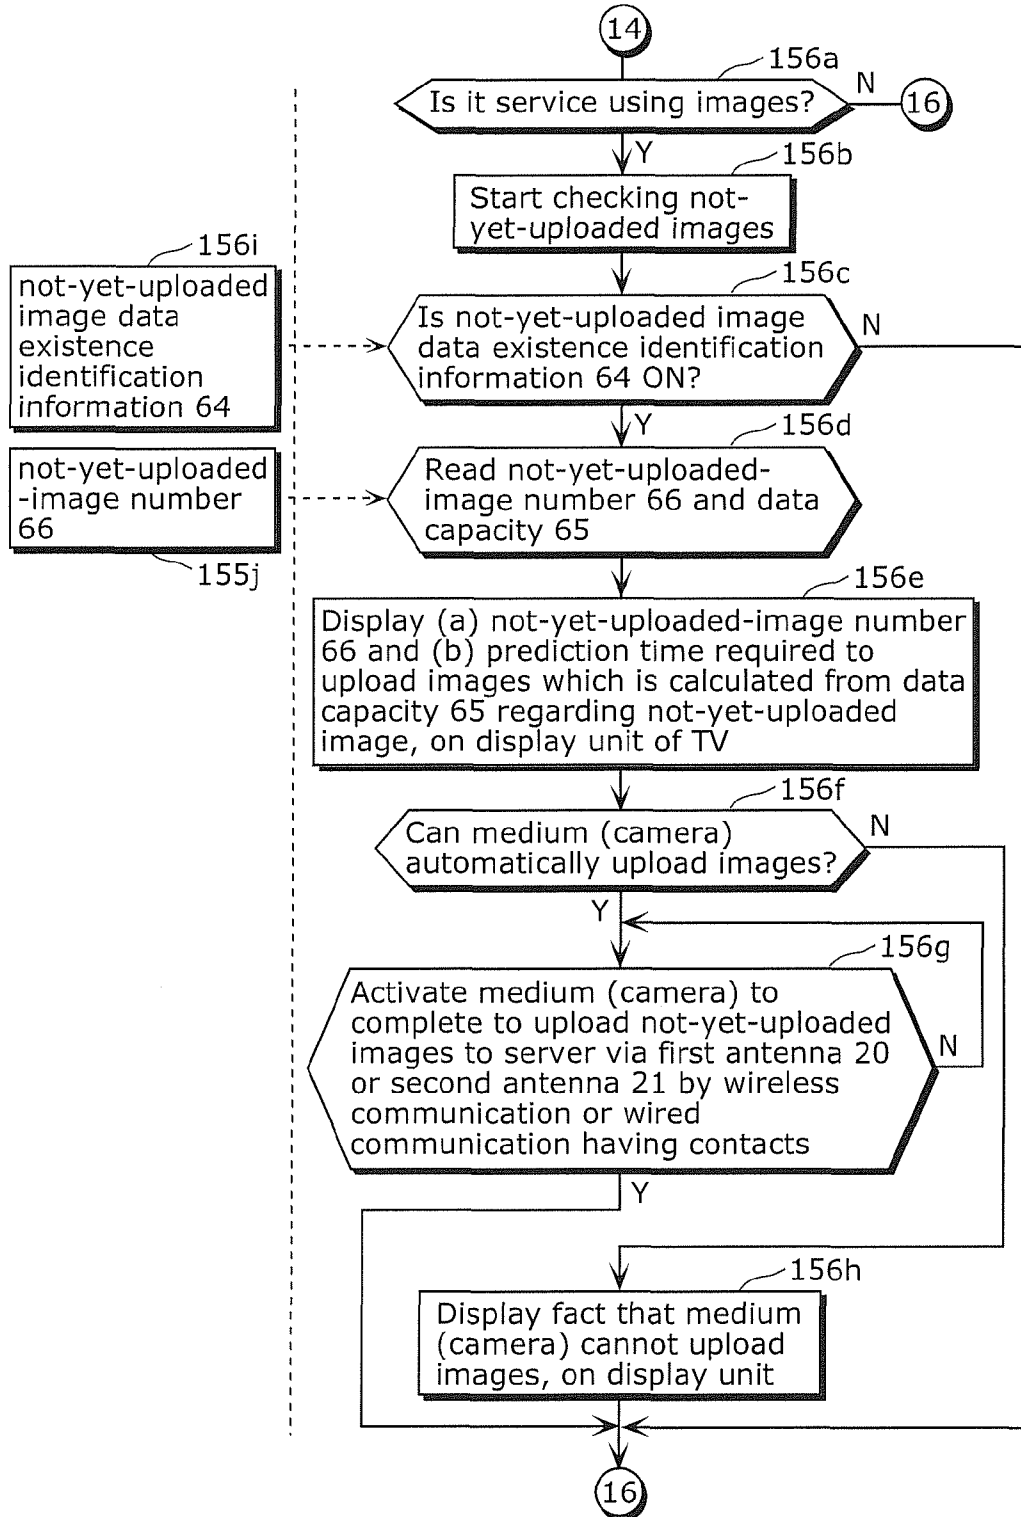 14
156a
Is it service using images?
N
16
Y
156b
Start checking not-
yet-uploaded images
156i
not-yet-uploaded
image data
existence
identification
information 64
156c
Is not-yet-uploaded image
data existence identification
information 64 ON?
N
Y
156d
not-yet-uploaded
-image number
66
155j
Read not-yet-uploaded-
image number 66 and data
capacity 65
156e
Display (a) not-yet-uploaded-image number
66 and (b) prediction time required to
upload images which is calculated from data
capacity 65 regarding not-yet-uploaded
image, on display unit of TV
156f
Can medium (camera)
automatically upload images?
N
Y
156g
Activate medium (camera) to
complete to upload not-yet-uploaded
images to server via first antenna 20
or second antenna 21 by wireless
communication or wired
communication having contacts
N
Y
156h
Display fact that medium
(camera) cannot upload
images, on display unit
16